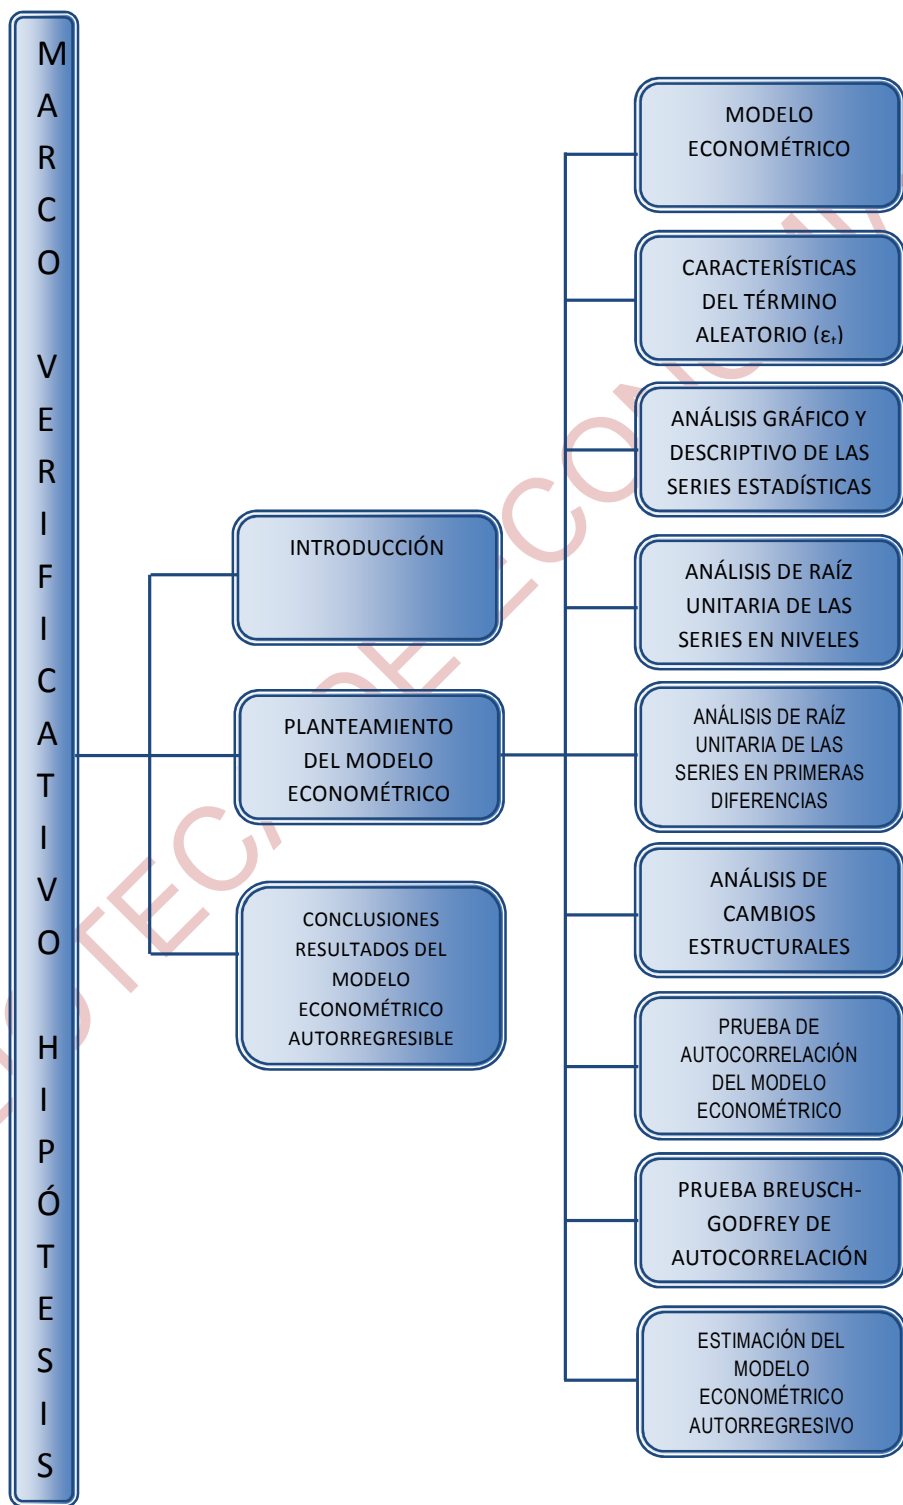 MARCO VERIFICATIVO HIPÓTESIS
INTRODUCCIÓN
PLANTEAMIENTO
DEL MODELO
ECONOMÉTRICO
CONCLUSIONES
RESULTADOS DEL
MODELO
ECONOMÉTRICO
AUTORREGRESIBLE
MODELO
ECONOMÉTRICO
CARACTERÍSTICAS
DEL TÉRMINO
ALEATORIO (εₜ)
ANÁLISIS GRÁFICO Y
DESCRIPTIVO DE LAS
SERIES ESTADÍSTICAS
ANÁLISIS DE RAÍZ
UNITARIA DE LAS
SERIES EN NIVELES
ANÁLISIS DE RAÍZ
UNITARIA DE LAS
SERIES EN PRIMERAS
DIFERENCIAS
ANÁLISIS DE
CAMBIOS
ESTRUCTURALES
PRUEBA DE
AUTOCORRELACIÓN
DEL MODELO
ECONOMÉTRICO
PRUEBA BREUSCH-
GODFREY DE
AUTOCORRELACIÓN
ESTIMACIÓN DEL
MODELO
ECONOMÉTRICO
AUTORREGRESIVO